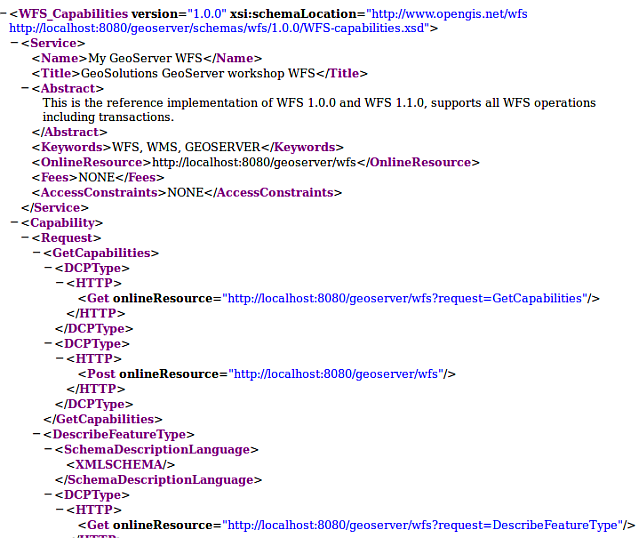 −<WFS_Capabilities version="1.0.0" xsi:schemaLocation="http://www.opengis.net/wfs
http://localhost:8080/geoserver/schemas/wfs/1.0.0/WFS-capabilities.xsd">
−<Service>
<Name>My GeoServer WFS</Name>
<Title>GeoSolutions GeoServer workshop WFS</Title>
−<Abstract>
This is the reference implementation of WFS 1.0.0 and WFS 1.1.0, supports all WFS operations
including transactions.
</Abstract>
<Keywords>WFS, WMS, GEOSERVER</Keywords>
<OnlineResource>http://localhost:8080/geoserver/wfs</OnlineResource>
<Fees>NONE</Fees>
<AccessConstraints>NONE</AccessConstraints>
</Service>
−<Capability>
−<Request>
−<GetCapabilities>
−<DCPType>
−<HTTP>
<Get onlineResource="http://localhost:8080/geoserver/wfs?request=GetCapabilities"/>
</HTTP>
</DCPType>
−<DCPType>
−<HTTP>
<Post onlineResource="http://localhost:8080/geoserver/wfs"/>
</HTTP>
</DCPType>
</GetCapabilities>
−<DescribeFeatureType>
−<SchemaDescriptionLanguage>
<XMLSCHEMA/>
</SchemaDescriptionLanguage>
−<DCPType>
−<HTTP>
<Get onlineResource="http://localhost:8080/geoserver/wfs?request=DescribeFeatureType"/>